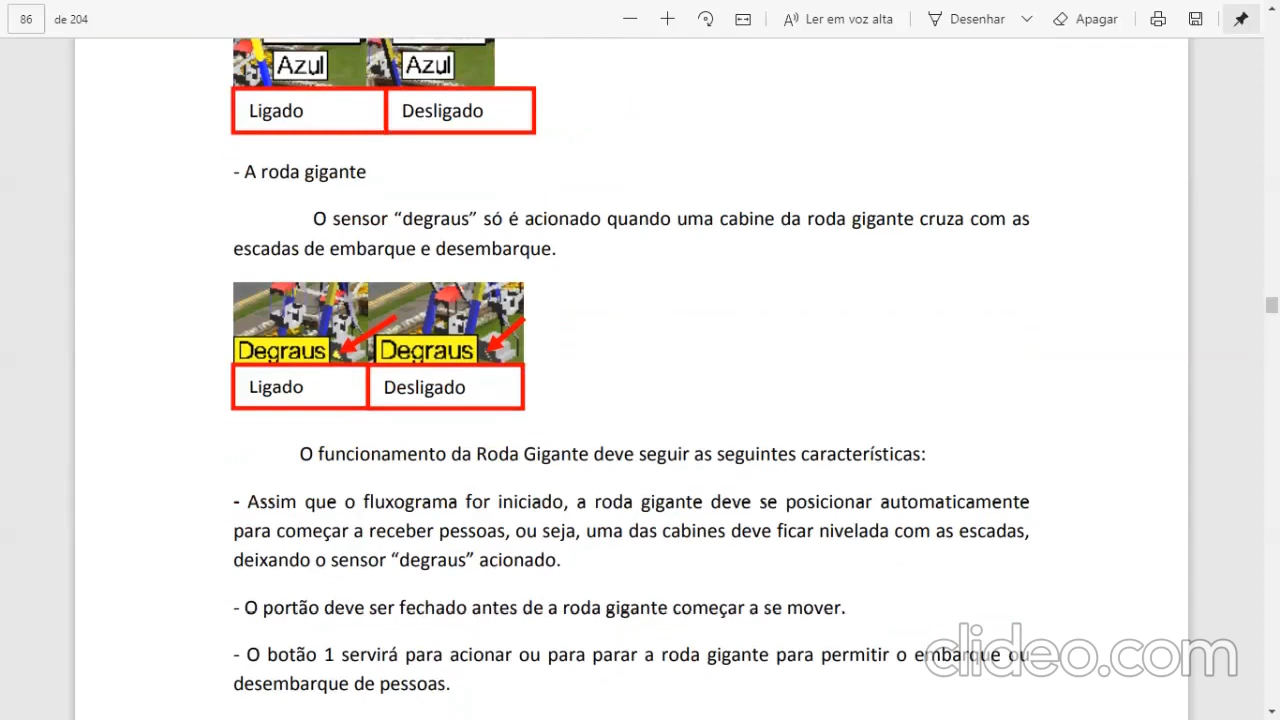 86 de 204 Ler em voz alta Desenhar Apagar
Azul Azul
Ligado Desligado
- A roda gigante
O sensor “degraus” só é acionado quando uma cabine da roda gigante cruza com as
escadas de embarque e desembarque.
Degraus Degraus
Ligado Desligado
O funcionamento da Roda Gigante deve seguir as seguintes características:
- Assim que o fluxograma for iniciado, a roda gigante deve se posicionar automaticamente
para começar a receber pessoas, ou seja, uma das cabines deve ficar nivelada com as escadas,
deixando o sensor “degraus” acionado.
- O portão deve ser fechado antes de a roda gigante começar a se mover.
- O botão 1 servirá para acionar ou para parar a roda gigante para permitir o embarque ou
desembarque de pessoas.
clideo.com